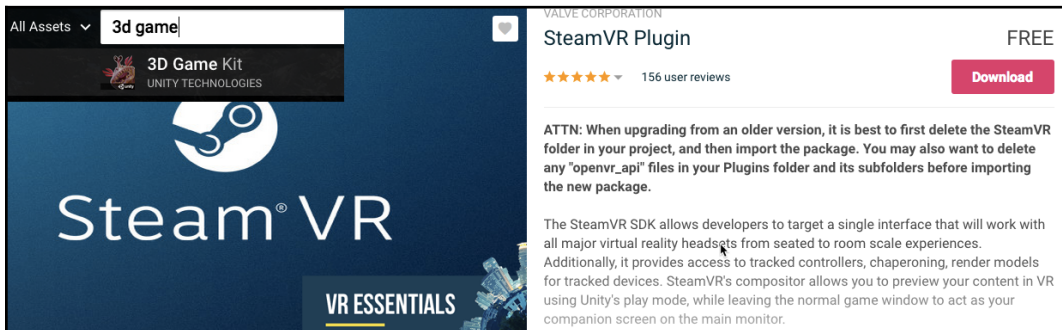 All Assets
3d game
3D Game Kit
UNITY TECHNOLOGIES
Steam® VR
VR ESSENTIALS
VALVE CORPORATION
SteamVR Plugin
FREE
156 user reviews
Download
ATTN: When upgrading from an older version, it is best to first delete the SteamVR
folder in your project, and then import the package. You may also want to delete
any "openvr_api" files in your Plugins folder and its subfolders before importing
the new package.
The SteamVR SDK allows developers to target a single interface that will work with
all major virtual reality headsets from seated to room scale experiences.
Additionally, it provides access to tracked controllers, chaperoning, render models
for tracked devices. SteamVR's compositor allows you to preview your content in VR
using Unity's play mode, while leaving the normal game window to act as your
companion screen on the main monitor.